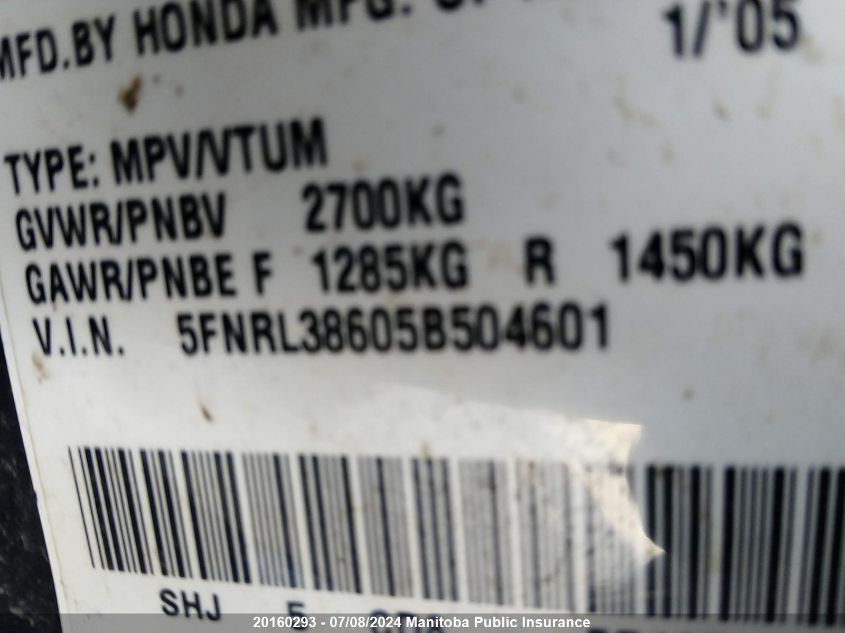 MFD.BY HONDA MFG. OF
1/'05
TYPE: MPV/VTUM
GVWR/PNBV 2700KG
GAWR/PNBE F 1285KG R 1450KG
V.I.N. 5FNRL38605B504601
SHJ 5
20160293 - 07/08/2024 Manitoba Public Insurance